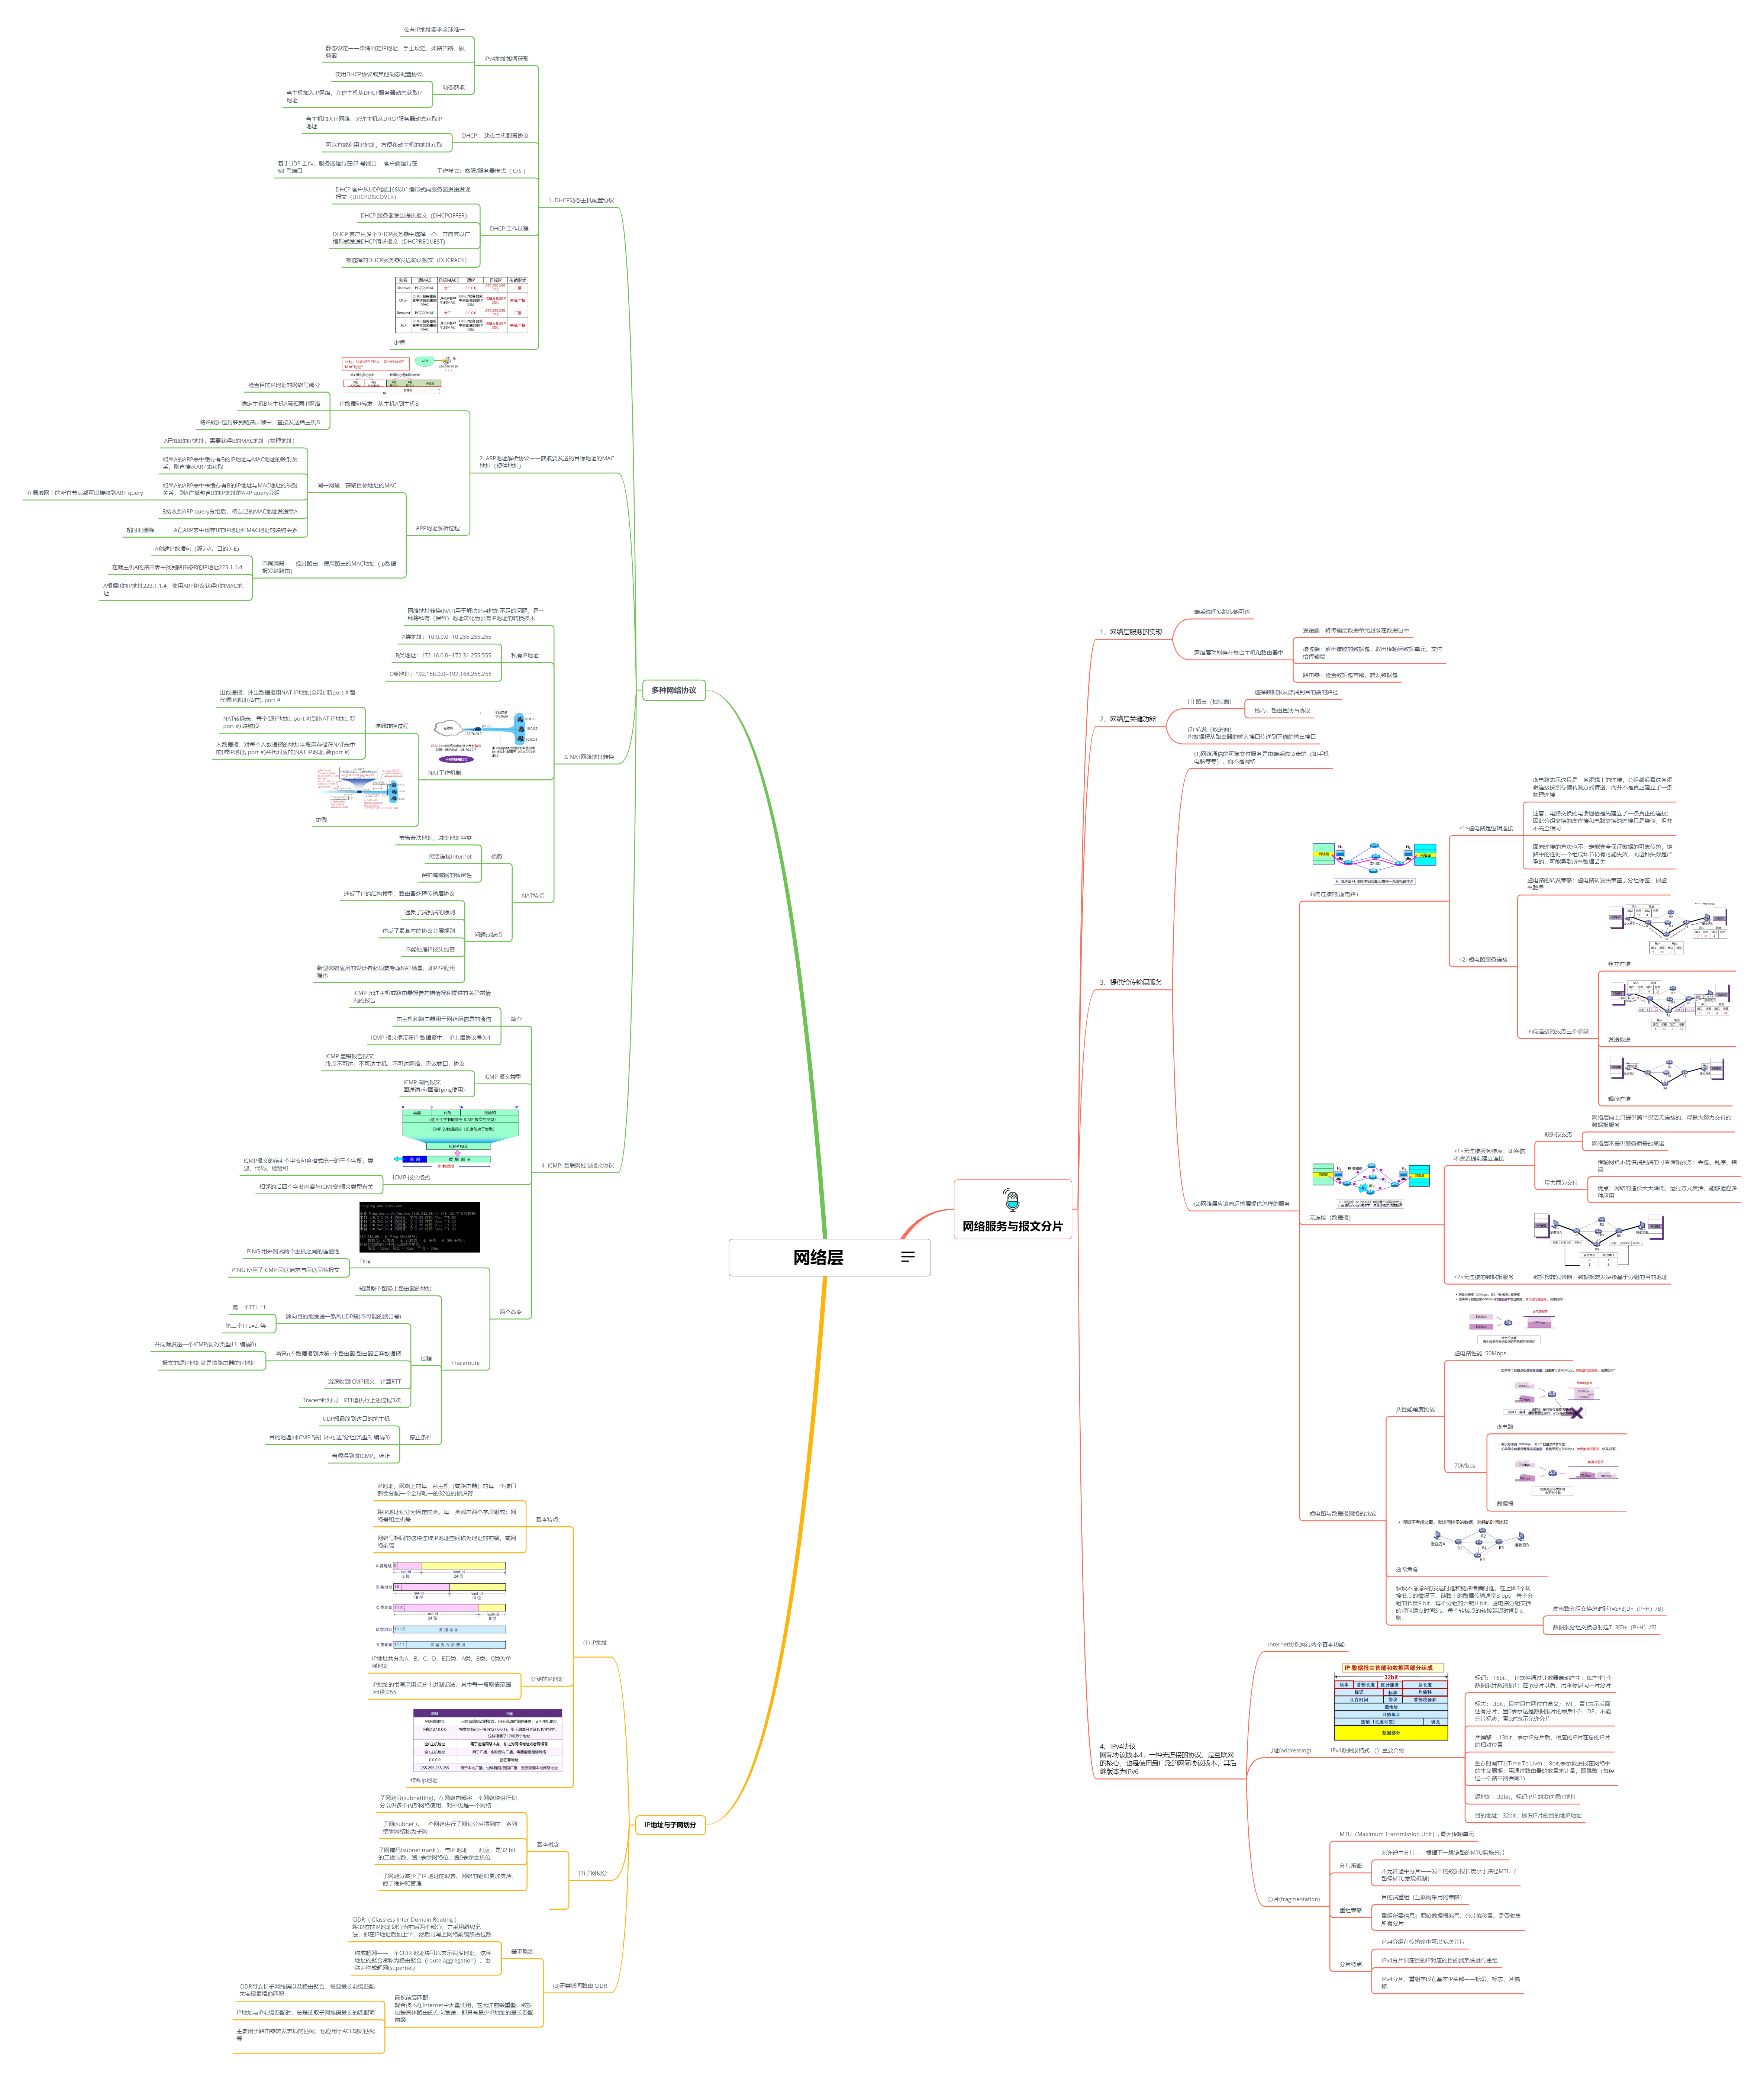 网络层
网络服务与报文分片
1、网络层服务的实现
端系统间多跳传输可达
网络层功能存在每台主机和路由器中
发送端：将传输层数据单元封装在数据包中
接收端：解析接收的数据包，取出传输层数据单元，交付
给传输层
路由器：检查数据包首部，转发数据包
2、网络层关键功能
(1) 路由（控制面）
选择数据报从源端到目的端的路径
核心：路由算法与协议
(2) 转发（数据面）
将数据报从路由器的输入接口传送到正确的输出接口
3、提供给传输层服务
(1)网络通信的可靠交付服务是由端系统负责的（如手机
电脑等等），而不是网络
(2)网络层应该向运输层提供怎样的服务
面向连接的(虚电路)
<1>虚电路是逻辑连接
虚电路表示这只是一条逻辑上的连接，分组都沿着这条逻
辑连接按照存储转发方式传送，而并不是真正建立了一条
物理连接
注意，电路交换的电话通信是先建立了一条真正的连接；
因此分组交换的虚连接和电路交换的连接只是类似，但并
不完全相同
面向连接的方法也不一定能完全保证数据的可靠传输，链
路中的任何一个组成环节仍有可能失效，而这种失效是严
重的，可能导致所有数据丢失
<2>虚电路服务连接
虚电路的转发策略：虚电路转发决策基于分组标签，即虚
电路号
面向连接的服务三个阶段
建立连接
发送数据
释放连接
无连接（数据报）
<1>无连接服务特点：如寄信
不需要提前建立连接
数据报服务
网络层向上只提供简单灵活无连接的、尽最大努力交付的
数据报服务
网络层不提供服务质量的承诺
尽力而为交付
传输网络不提供端到端的可靠传输服务：丢包、乱序、错
误
优点：网络的造价大大降低，运行方式灵活，能够适应多
种应用
<2>无连接的数据报服务
数据报转发策略：数据报转发决策基于分组的目的地址
虚电路与数据报网络的比较
从性能角度比较
虚电路性能: 50Mbps
70Mbps
虚电路
数据报
效率角度
假设不考虑过载，发送同样多的数据，消耗的时间比较
假设不考虑A的发送时延和链路传播时延，在上图3个转
接节点的情况下，链路上的数据传输速率B bps，每个分
组的长度P bit，每个分组的开销H bit，虚电路分组交换
的呼叫建立时间S s，每个转接点的转接延迟时间D s，
则：
虚电路分组交换总时延T=S+3[D+（P+H）/B]
数据报分组交换总时延T=3[D+（P+H）/B]
4、IPv4协议
网际协议版本4，一种无连接的协议，是互联网
的核心，也是使用最广泛的网际协议版本，其后
继版本为IPv6
internet协议执行两个基本功能
寻址(addressing)
IPv4数据报格式 （）重要介绍
IP 数据报由首部和数据两部分组成
32bit
版本 首部长度 区分服务 总长度
标识 标志 片偏移
生存时间 协议 首部校验和
源地址
目的地址
选项（长度可变） 填充
数据部分
标识： 16bit ， IP软件通过计数器自动产生，每产生1个
数据报计数器加1；在ip分片以后，用来标识同一片分片
标志： 3bit，目前只有两位有意义； MF，置1表示后面
还有分片，置0表示这是数据报片的最后1个；DF，不能
分片标志，置0时表示允许分片
片偏移： 13bit，表示IP分片后，相应的IP片在总的IP片
的相对位置
生存时间TTL(Time To Live)：8bit,表示数据报在网络中
的生命周期，用通过路由器的数量来计量，即跳数（每经
过一个路由器会减1）
源地址：32bit，标识IP片的发送源IP地址
目的地址：32bit，标识IP片的目的地IP地址
分片(fragmentation)
MTU（Maximum Transmission Unit）, 最大传输单元
分片策略
允许途中分片——根据下一跳链路的MTU实施分片
不允许途中分片——发出的数据报长度小于路径MTU（
路径MTU发现机制）
重组策略
目的端重组（互联网采用的策略）
重组所需信息：原始数据报编号、分片偏移量、是否收集
所有分片
分片特点
IPv4分组在传输途中可以多次分片
IPv4分片只在目的IP对应的目的端系统进行重组
IPv4分片、重组字段在基本IP头部——标识、标志、片偏
移
多种网络协议
1. DHCP动态主机配置协议
IPv4地址如何获取
公有IP地址要求全球唯一
静态设定——申请固定IP地址，手工设定，如路由器、服
务器
动态获取
使用DHCP协议或其他动态配置协议
当主机加入IP网络，允许主机从DHCP服务器动态获取IP
地址
DHCP：动态主机配置协议
当主机加入IP网络，允许主机从DHCP服务器动态获取IP
地址
可以有效利用IP地址，方便移动主机的地址获取
工作模式：客服/服务器模式（ C/S ）
基于UDP 工作，服务器运行在67 号端口， 客户端运行在
68 号端口
DHCP 工作过程
DHCP 客户从UDP端口68以广播形式向服务器发送发现
报文（DHCPDISCOVER）
DHCP 服务器发出提供报文（DHCPOFFER）
DHCP 客户从多个DHCP服务器中选择一个，并向其以广
播形式发送DHCP请求报文（DHCPREQUEST）
被选择的DHCP服务器发送确认报文（DHCPACK）
小结
2. ARP地址解析协议——获取要发送的目标地址的MAC
地址（硬件地址）
IP数据包转发：从主机A到主机B
检查目的IP地址的网络号部分
确定主机B与主机A属相同IP网络
将IP数据包封装到链路层帧中，直接发送给主机B
ARP地址解析过程
同一网段，获取目标地址的MAC
A已知B的IP地址，需要获得B的MAC地址（物理地址）
如果A的ARP表中缓存有B的IP地址与MAC地址的映射关
系，则直接从ARP表获取
如果A的ARP表中未缓存有B的IP地址与MAC地址的映射
关系，则A广播包含B的IP地址的ARP query分组
在局域网上的所有节点都可以接收到ARP query
B接收到ARP query分组后，将自己的MAC地址发送给A
A在ARP表中缓存B的IP地址和MAC地址的映射关系
超时时删除
不同网段——经过路由，使用路由的MAC地址（ip数据
报发给路由）
A创建IP数据包（源为A、目的为E）
在源主机A的路由表中找到路由器R的IP地址223.1.1.4
A根据R的IP地址223.1.1.4，使用ARP协议获得R的MAC地
址
3. NAT网络地址转换
网络地址转换(NAT)用于解决IPv4地址不足的问题，是一
种将私有（保留）地址转化为公有IP地址的转换技术
私有IP地址：
A类地址：10.0.0.0--10.255.255.255
B类地址：172.16.0.0--172.31.255.555
C类地址：192.168.0.0--192.168.255.255
NAT工作机制
详细转换过程
出数据报：外出数据报用NAT IP地址(全局), 新port # 替
代源IP地址(私有), port #
NAT转换表：每个(源IP地址, port #)到(NAT IP地址, 新
port #) 映射项
入数据报：对每个入数据报的地址字段用存储在NAT表中
的(源IP地址, port #)替代对应的(NAT IP地址, 新port #)
示例
NAT特点
优势
节省合法地址，减少地址冲突
灵活连接Internet
保护局域网的私密性
问题或缺点
违反了IP的结构模型，路由器处理传输层协议
违反了端到端的原则
违反了最基本的协议分层规则
不能处理IP报头加密
新型网络应用的设计者必须要考虑NAT场景，如P2P应用
程序
4 .ICMP: 互联网控制报文协议
简介
ICMP 允许主机或路由器报告差错情况和提供有关异常情
况的报告
由主机和路由器用于网络层信息的通信
ICMP 报文携带在IP 数据报中： IP上层协议号为1
ICMP 报文类型
ICMP 差错报告报文
终点不可达：不可达主机、不可达网络，无效端口、协议
ICMP 询问报文
回送请求/回答(ping使用)
ICMP 报文格式
ICMP报文的前4 个字节包含格式统一的三个字段：类
型、代码、检验和
相邻的后四个字节内容与ICMP的报文类型有关
两个命令
Ping
PING 用来测试两个主机之间的连通性
PING 使用了ICMP 回送请求与回送回答报文
Traceroute
知道整个路径上路由器的地址
过程
源向目的地发送一系列UDP段(不可能的端口号)
第一个TTL =1
第二个TTL=2, 等
当第n个数据报到达第n个路由器:路由器丢弃数据报
并向源发送一个ICMP报文(类型11, 编码0)
报文的源IP地址就是该路由器的IP地址
当源收到ICMP报文，计算RTT
Tracert针对同一RTT值执行上述过程3次
停止条件
UDP段最终到达目的地主机
目的地返回ICMP “端口不可达”分组(类型3, 编码3)
当源得到该ICMP，停止
IP地址与子网划分
(1) IP地址
基本特点：
IP地址，网络上的每一台主机（或路由器）的每一个接口
都会分配一个全球唯一的32位的标识符
将IP地址划分为固定的类，每一类都由两个字段组成：网
络号和主机号
网络号相同的这块连续IP地址空间称为地址的前缀，或网
络前缀
分类的IP地址
IP地址共分为A、B、C、D、E五类，A类、B类、C类为单
播地址
IP地址的书写采用点分十进制记法，其中每一段取值范围
为0到255
特殊ip地址
(2)子网划分
基本概念
子网划分(subnetting)，在网络内部将一个网络块进行划
分以供多个内部网络使用，对外仍是一个网络
子网(subnet )，一个网络进行子网划分后得到的一系列
结果网络称为子网
子网掩码(subnet mask )，与IP 地址一一对应，是32 bit
的二进制数，置1表示网络位，置0表示主机位
子网划分减少了IP 地址的浪费、网络的组织更加灵活、
便于维护和管理
(3)无类域间路由 CIDR
基本概念
CIDR（ Classless Inter-Domain Routing ）
将32位的IP地址划分为前后两个部分，并采用斜线记
法，即在IP地址后加上“/”，然后再写上网络前缀所占位数
构成超网——一个CIDR 地址块可以表示很多地址，这种
地址的聚合常称为路由聚合（route aggregation），也
称为构成超网(supernet)
最长前缀匹配
聚合技术在Internet中大量使用，它允许前缀重叠，数据
包按具体路由的方向发送，即具有最少IP地址的最长匹配
前缀
CIDR可变长子网掩码以及路由聚合，需要最长前缀匹配
来实现最精确匹配
IP地址与IP前缀匹配时，总是选取子网掩码最长的匹配项
主要用于路由器转发表项的匹配，也应用于ACL规则匹配
等